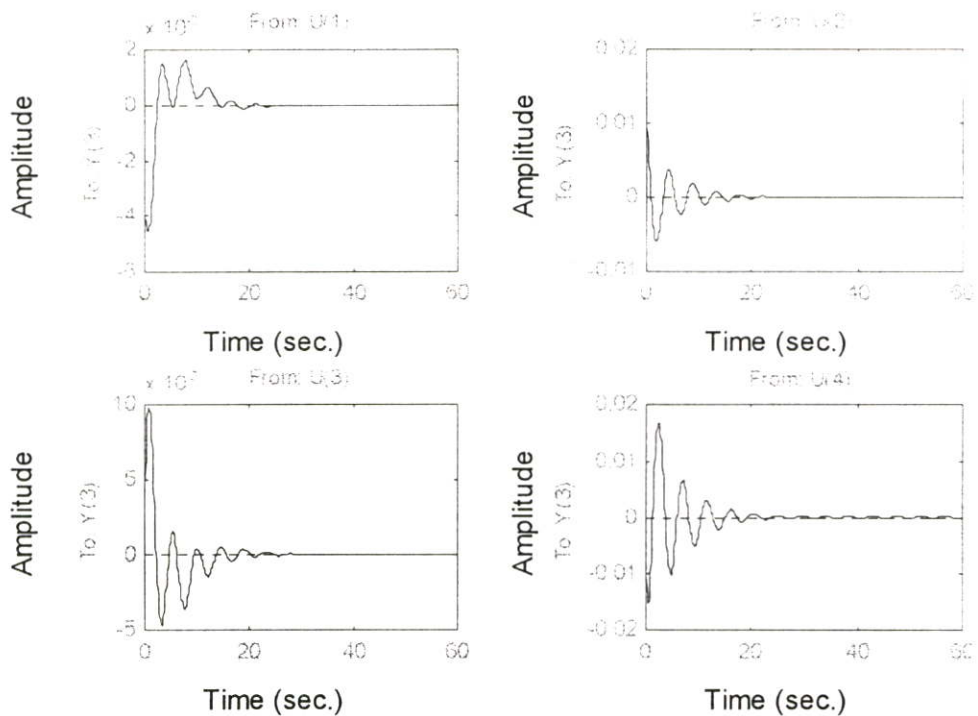 From: U(1)
2
0
-2
-4
-6
0 20 40 60
Amplitude
Time (sec.)
0.02
0.01
0
-0.01
0 20 40 60
Amplitude
To Y(3)
Time (sec.)
From: U(3)
10
5
0
-5
0 20 40 60
Amplitude
To Y(3)
Time (sec.)
From: U(4)
0.02
0.01
0
-0.01
-0.02
0 20 40 60
Amplitude
To Y(3)
Time (sec.)